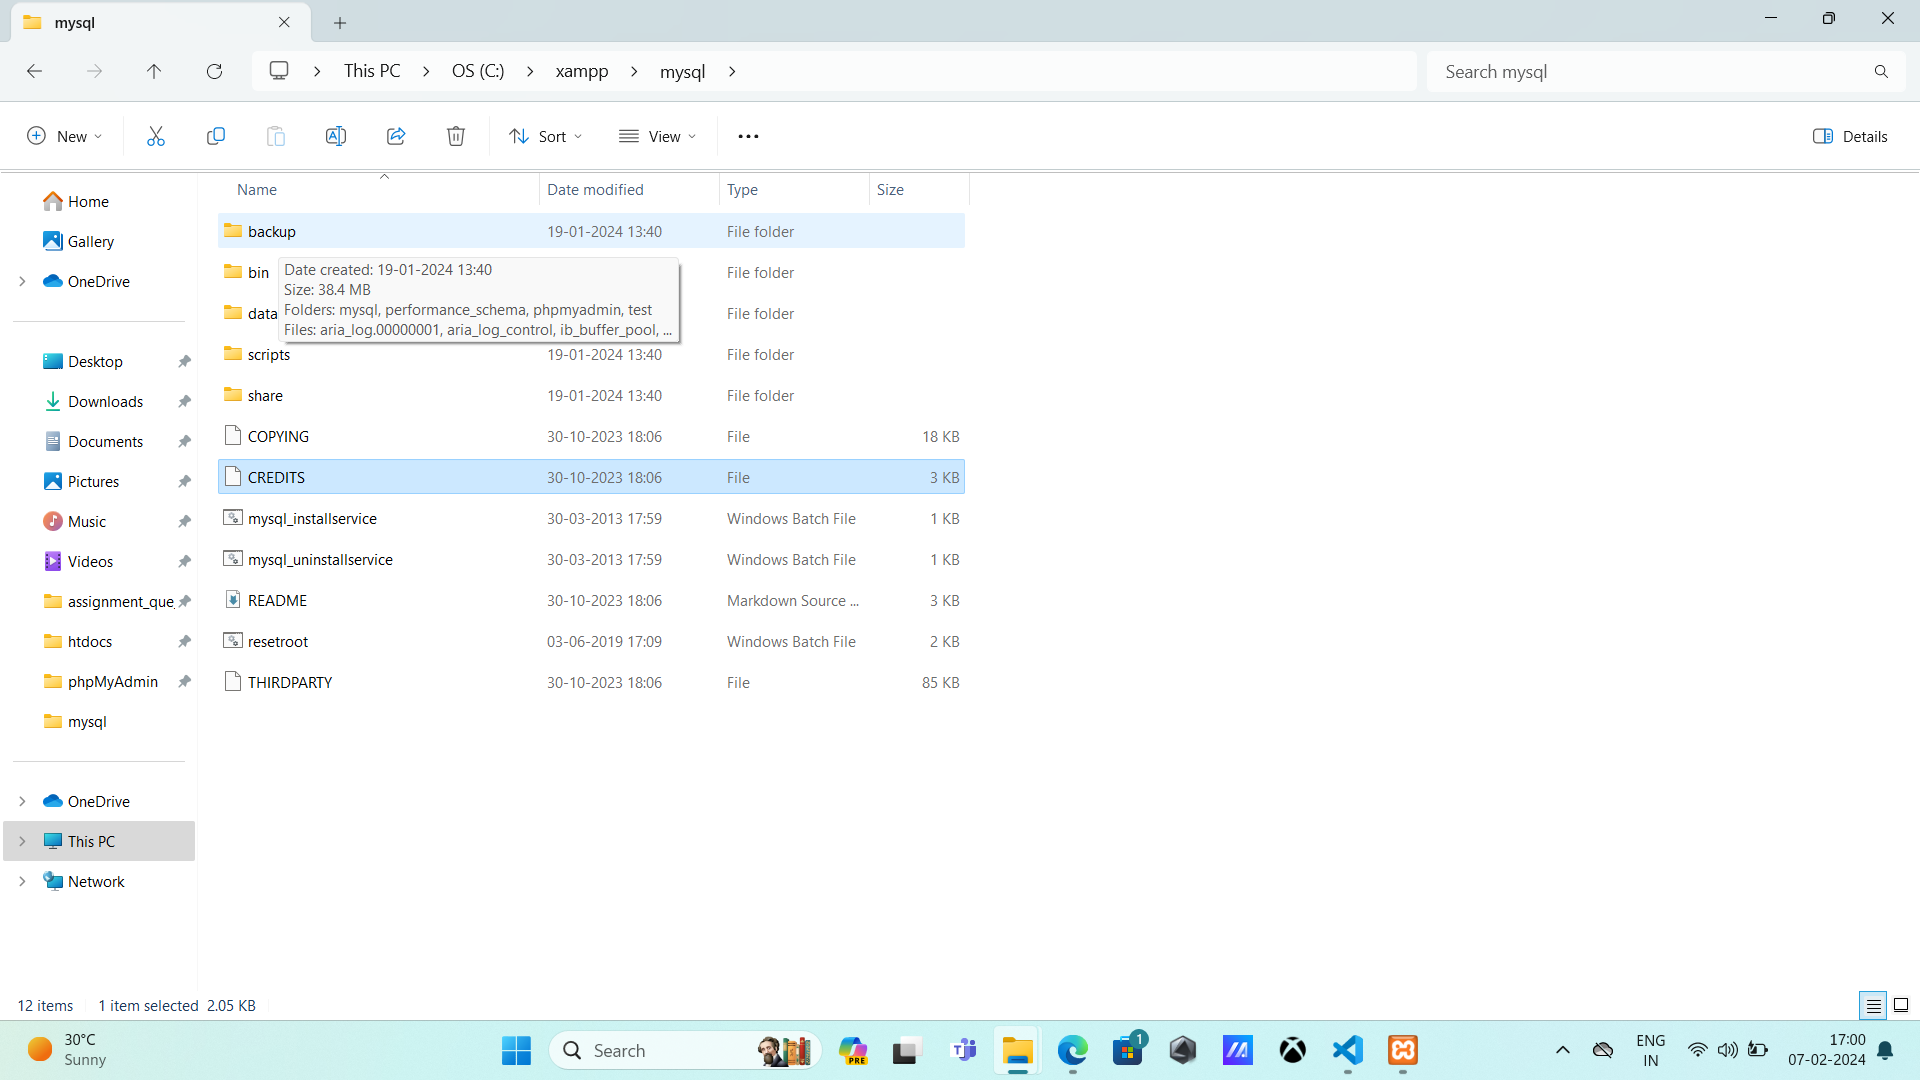 mysql
This PC
OS (C:)
xampp
mysql
Search mysql
New
Sort
View
Details
Name
Date modified
Type
Size
Home
Gallery
OneDrive
Desktop
Downloads
Documents
Pictures
Music
Videos
assignment_que
htdocs
phpMyAdmin
mysql
OneDrive
This PC
Network
backup 19-01-2024 13:40 File folder
bin File folder
data File folder
Date created: 19-01-2024 13:40
Size: 38.4 MB
Folders: mysql, performance_schema, phpmyadmin, test
Files: aria_log.00000001, aria_log_control, ib_buffer_pool, ...
scripts 19-01-2024 13:40 File folder
share 19-01-2024 13:40 File folder
COPYING 30-10-2023 18:06 File 18 KB
CREDITS 30-10-2023 18:06 File 3 KB
mysql_installservice 30-03-2013 17:59 Windows Batch File 1 KB
mysql_uninstallservice 30-03-2013 17:59 Windows Batch File 1 KB
README 30-10-2023 18:06 Markdown Source ... 3 KB
resetroot 03-06-2019 17:09 Windows Batch File 2 KB
THIRDPARTY 30-10-2023 18:06 File 85 KB
12 items 1 item selected 2.05 KB
30°C
Sunny
Search
PRE
1
ENG
IN
17:00
07-02-2024